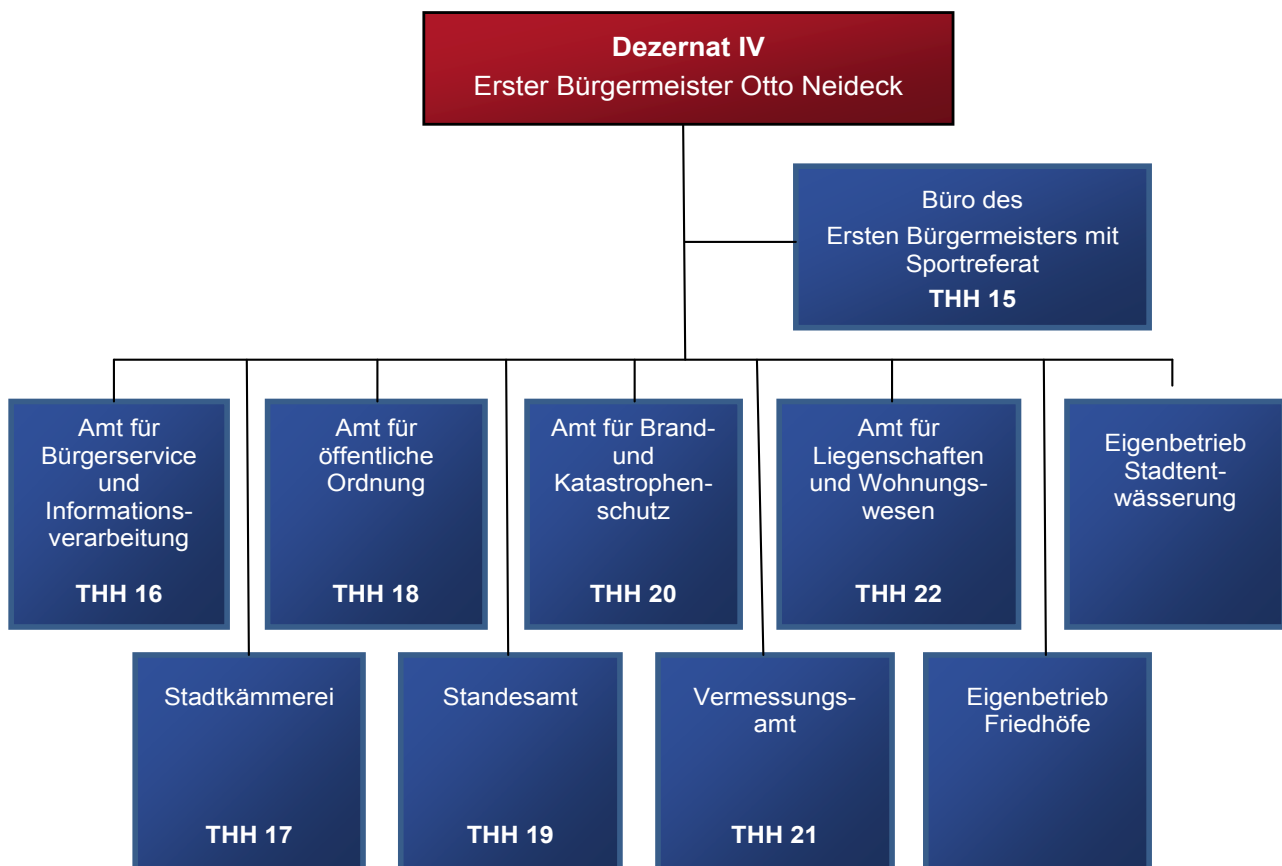 Dezernat IV
Erster Bürgermeister Otto Neideck
Büro des
Ersten Bürgermeisters mit
Sportreferat
THH 15
Amt für
Bürgerservice
und
Informations-
verarbeitung
THH 16
Amt für
öffentliche
Ordnung
THH 18
Amt für Brand-
und
Katastrophen-
schutz
THH 20
Amt für
Liegenschaften
und Wohnungs-
wesen
THH 22
Eigenbetrieb
Stadtent-
wässerung
Stadtkämmerei
THH 17
Standesamt
THH 19
Vermessungs-
amt
THH 21
Eigenbetrieb
Friedhöfe